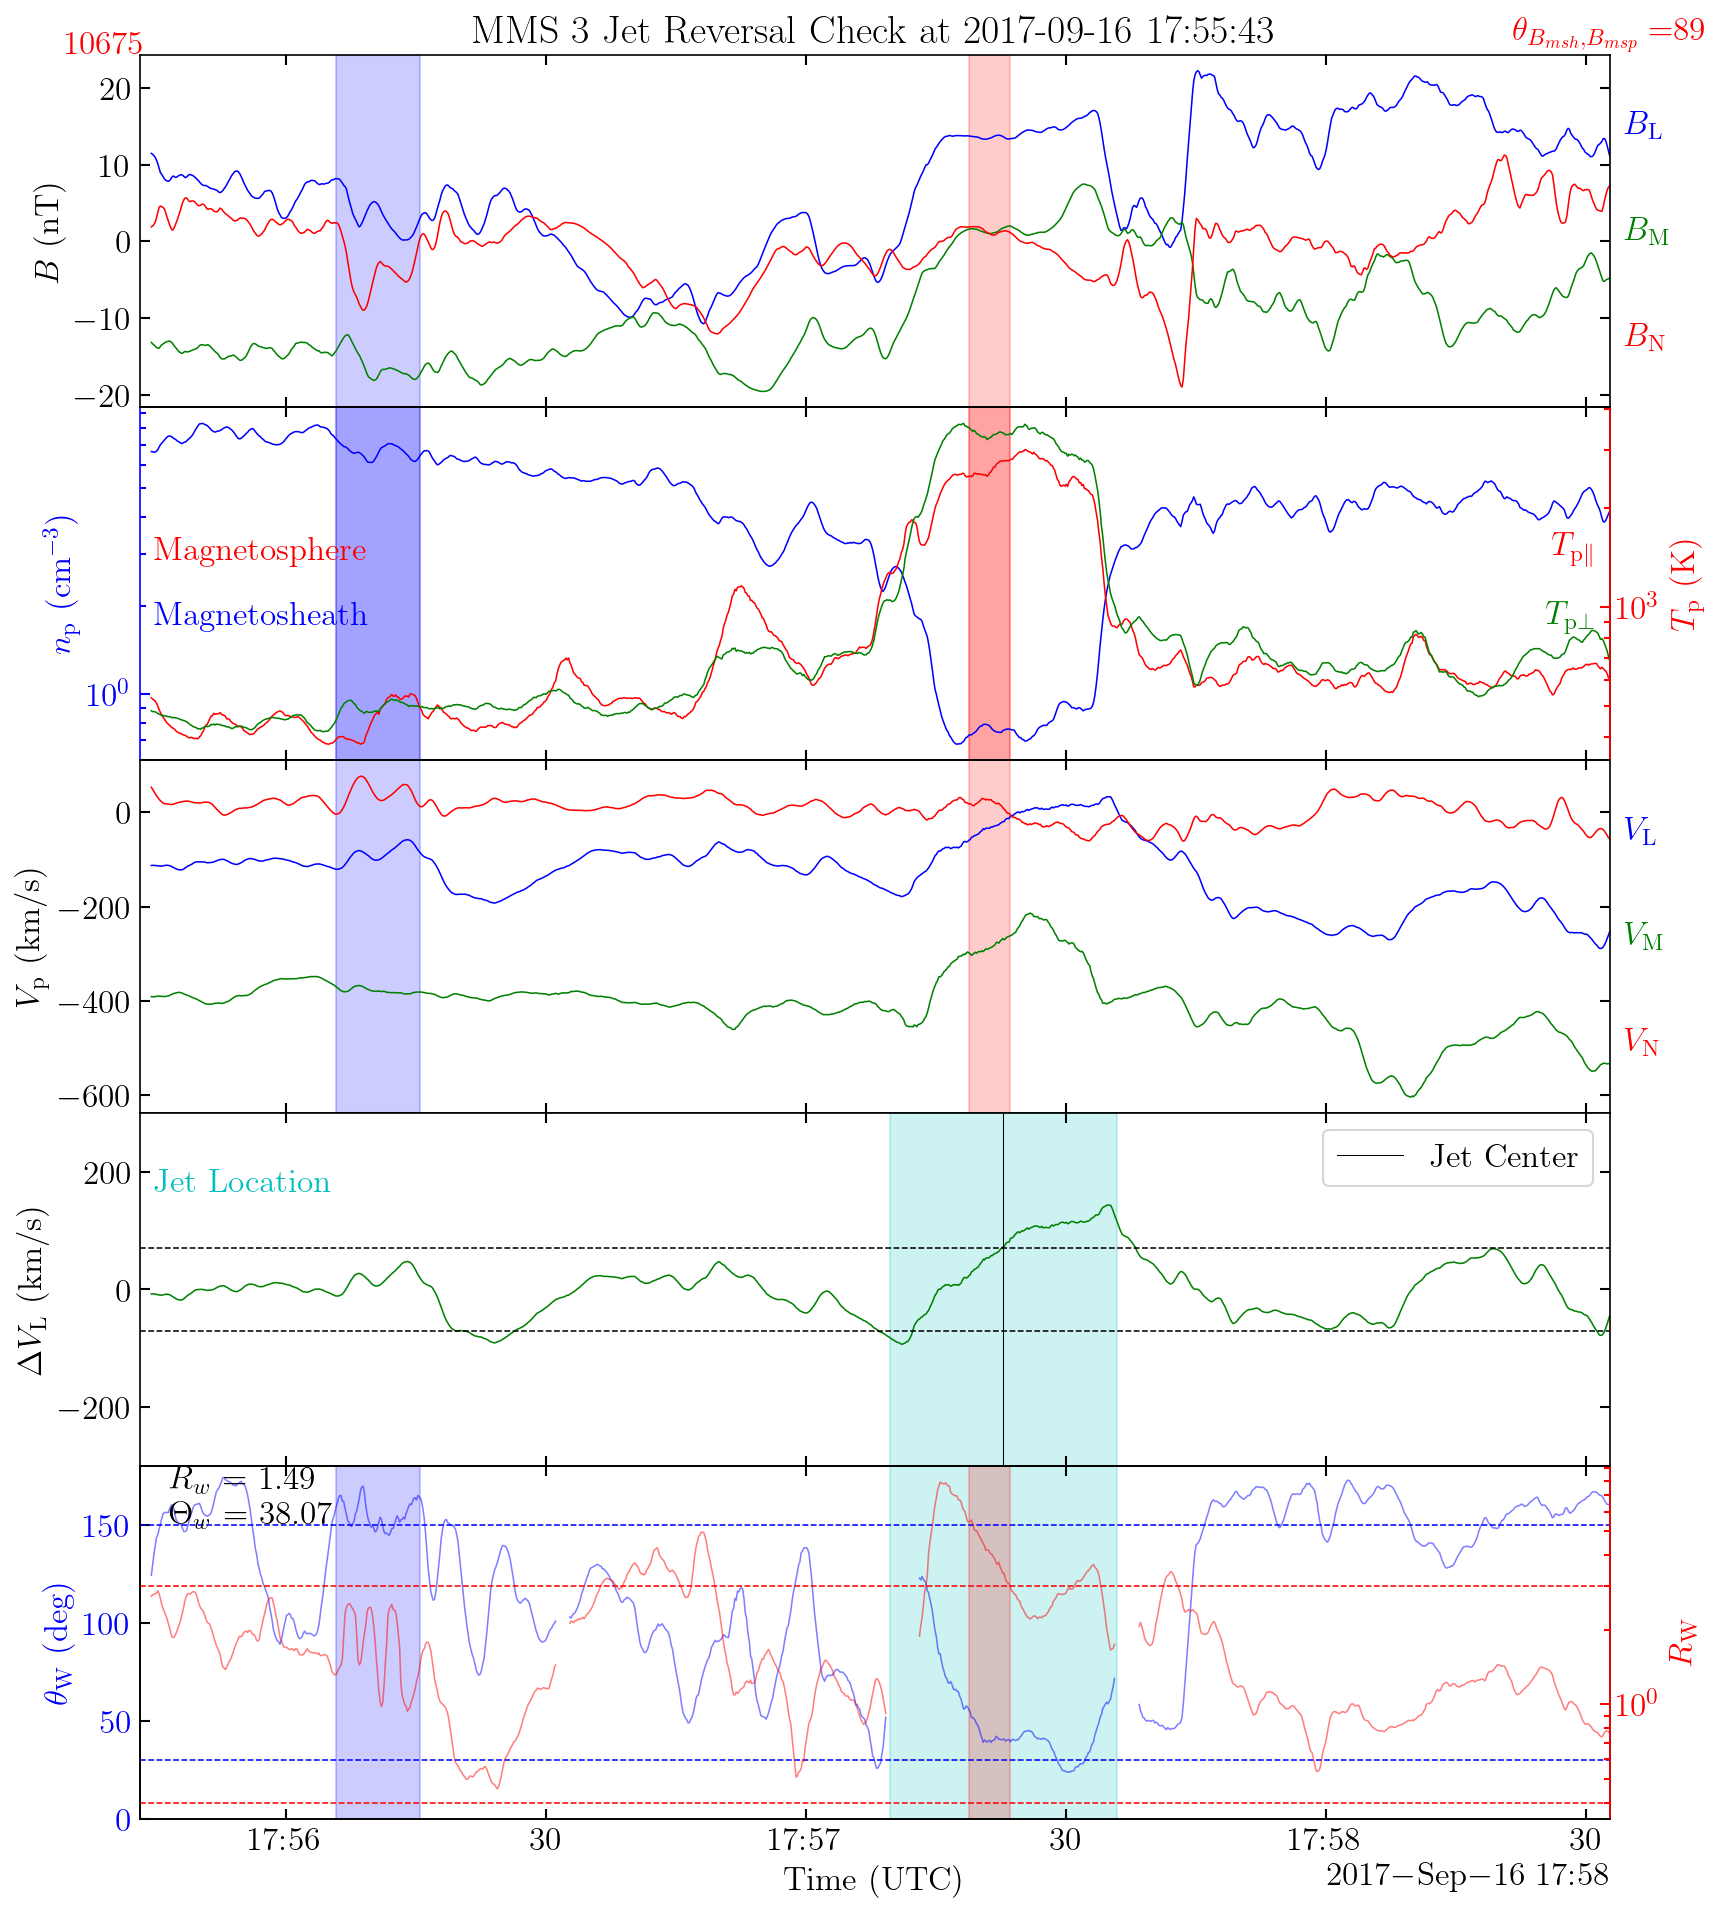 MMS 3 Jet Reversal Check at 2017-09-16 17:55:43
10675
θ_{B_{msh},B_{msp}} =89
20
10
0
−10
−20
B (nT)
B_L
B_M
B_N
n_p (cm^{−3})
10^0
Magnetosphere
Magnetosheath
T_{p∥}
T_{p⊥}
10^3
T_p (K)
0
−200
−400
−600
V_p (km/s)
V_L
V_M
V_N
200
0
−200
ΔV_L (km/s)
Jet Location
Jet Center
R_w = 1.49
Θ_w = 38.07
150
100
50
0
θ_W (deg)
10^0
R_W
17:56 30 17:57 30 17:58 30
Time (UTC)
2017−Sep−16 17:58